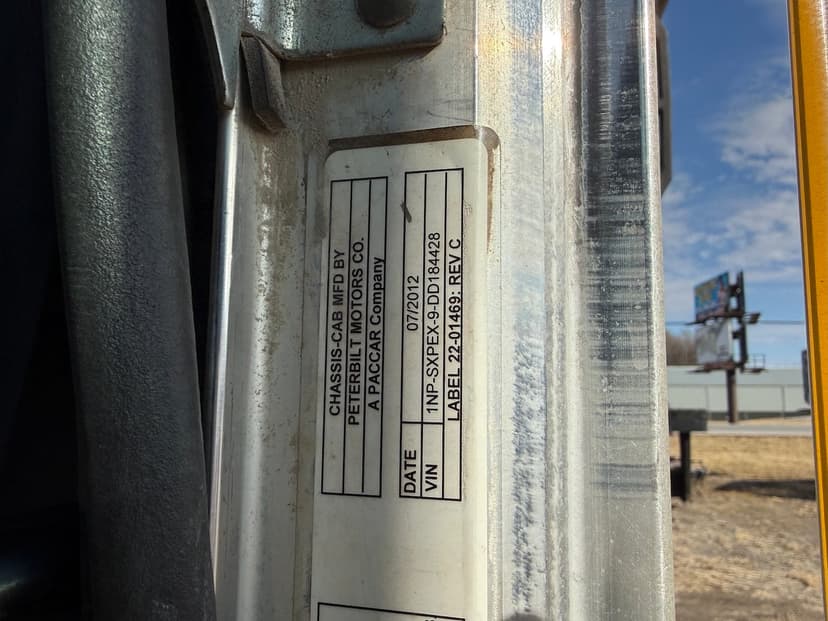 CHASSIS-CAB MFD BY
PETERBILT MOTORS CO.
A PACCAR Company
DATE 07/2012
VIN 1NP-SXPEX-9-DD184428
LABEL 22-01469: REV C